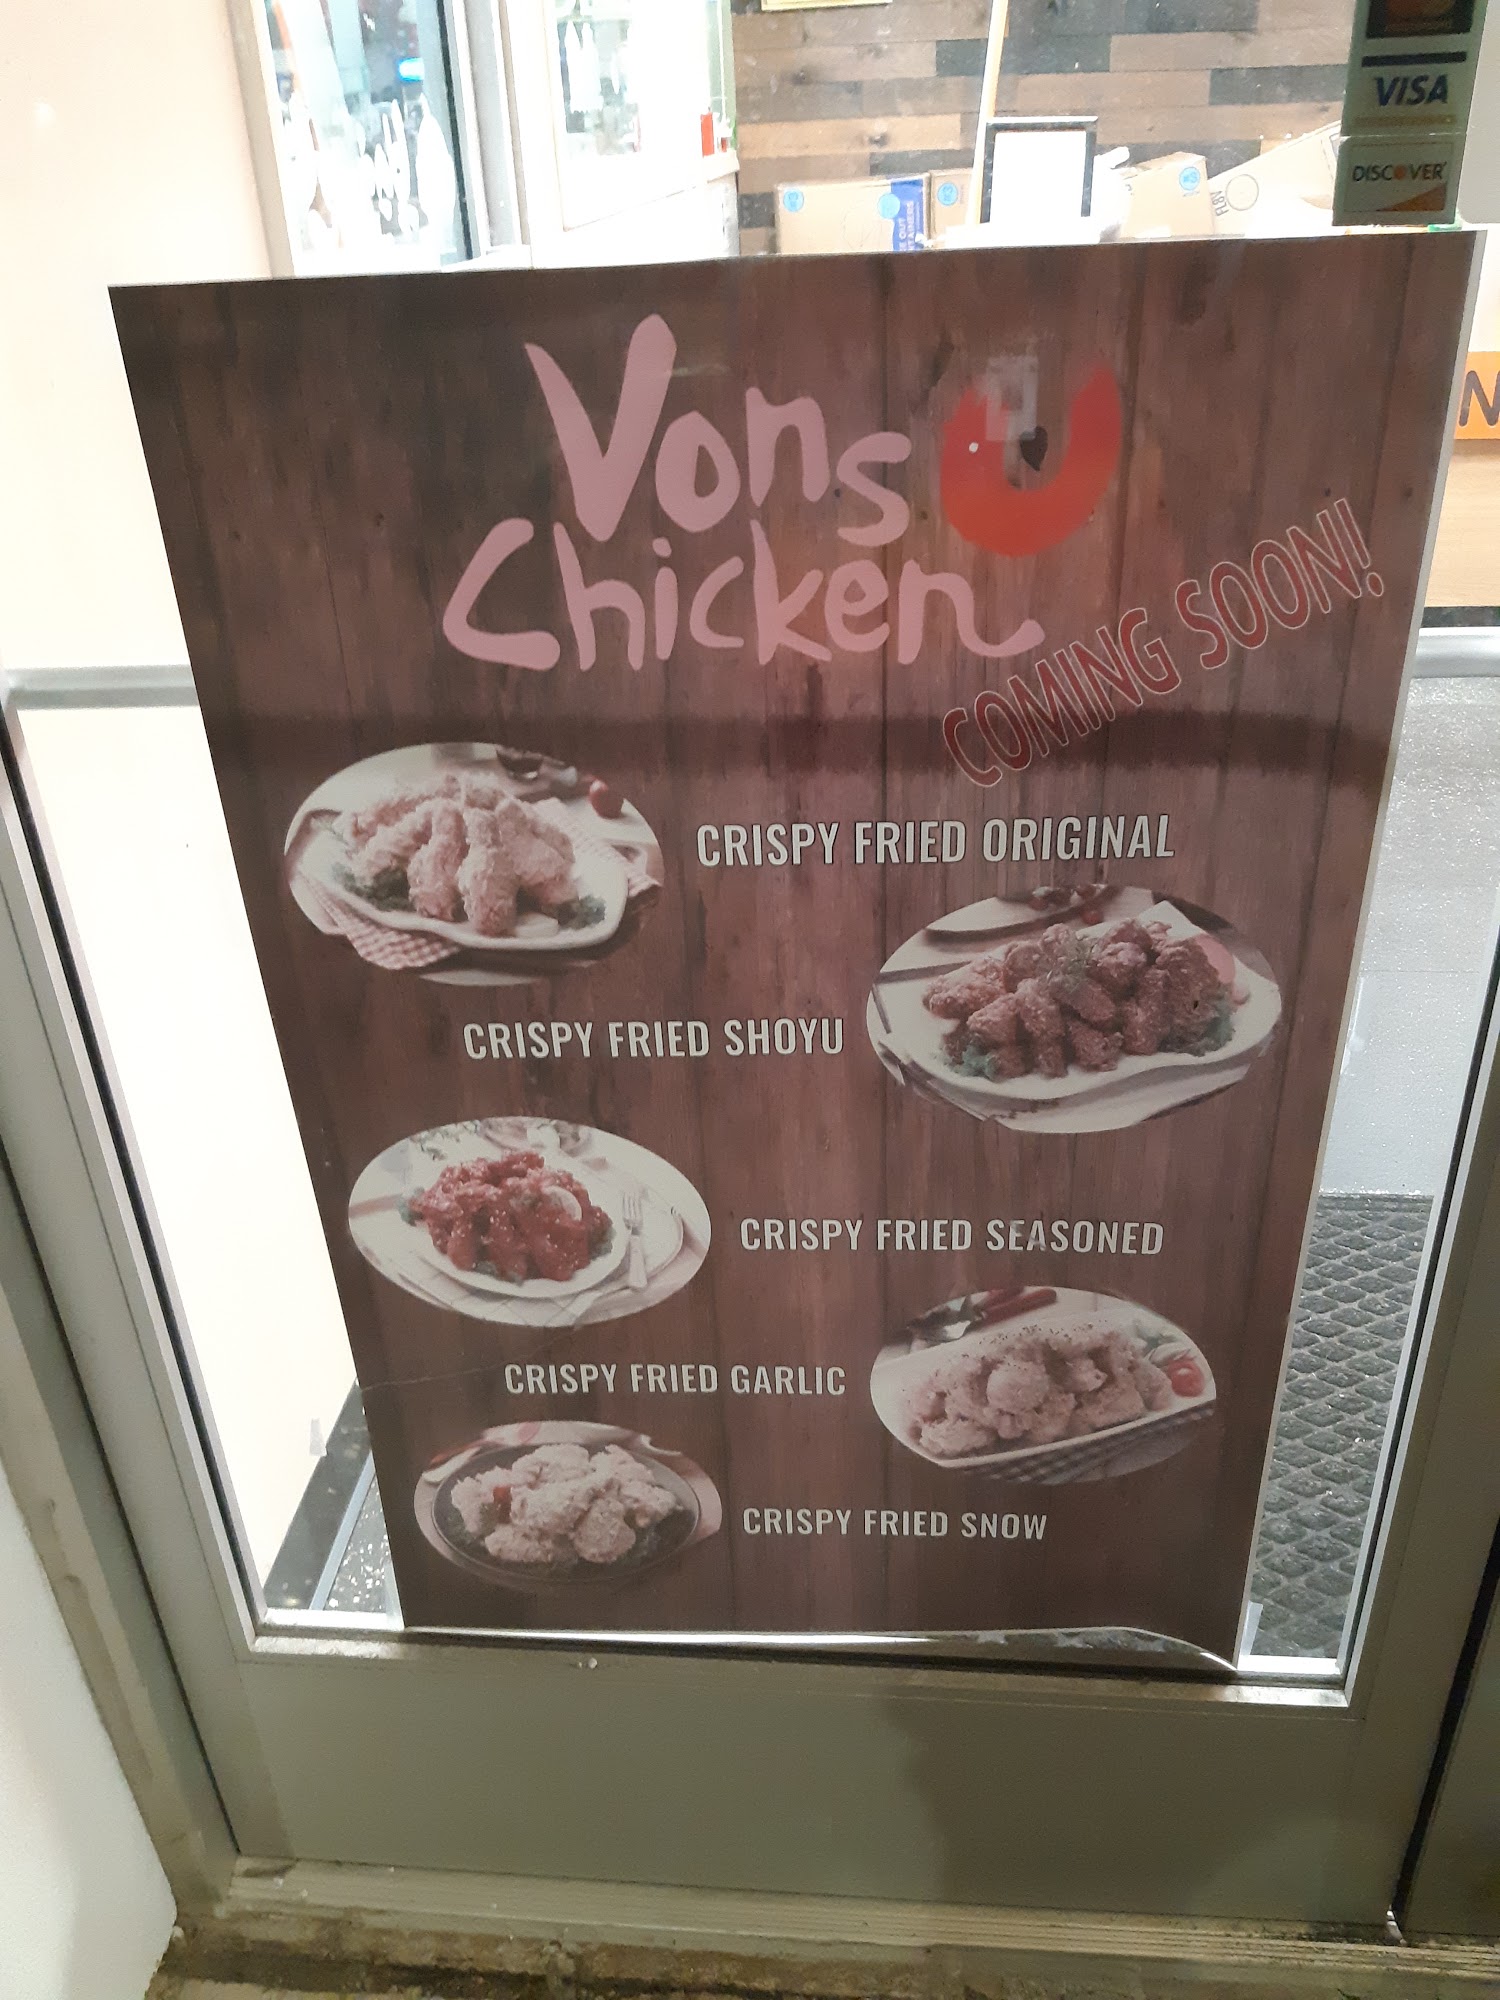 VISA
DISCOVER
Vons
Chicken
COMING SOON!
CRISPY FRIED ORIGINAL
CRISPY FRIED SHOYU
CRISPY FRIED SEASONED
CRISPY FRIED GARLIC
CRISPY FRIED SNOW